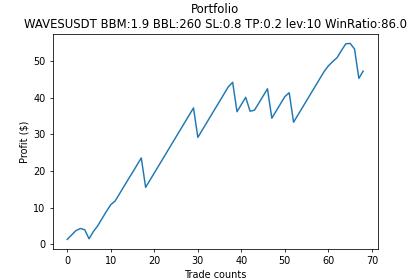 Portfolio
WAVESUSDT BBM:1.9 BBL:260 SL:0.8 TP:0.2 lev:10 WinRatio:86.0
50
40
30
20
10
0
Profit ($)
0 10 20 30 40 50 60 70
Trade counts